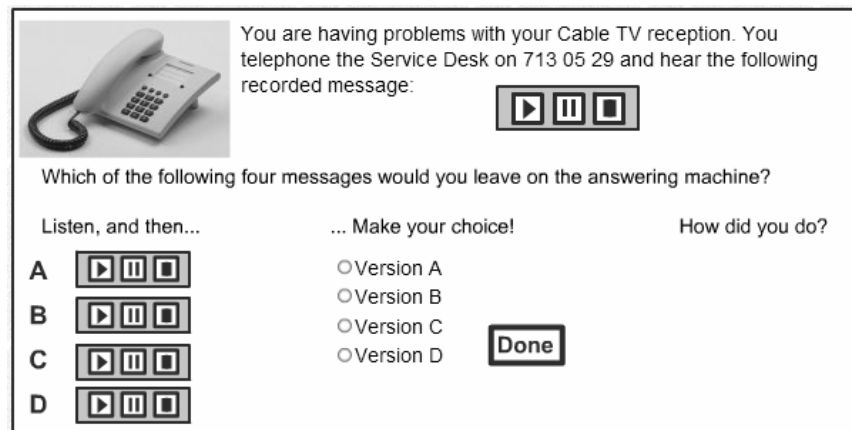 You are having problems with your Cable TV reception. You
telephone the Service Desk on 713 05 29 and hear the following
recorded message:
Which of the following four messages would you leave on the answering machine?
Listen, and then... ... Make your choice! How did you do?
A Version A
B Version B
C Version C
Done
D Version D